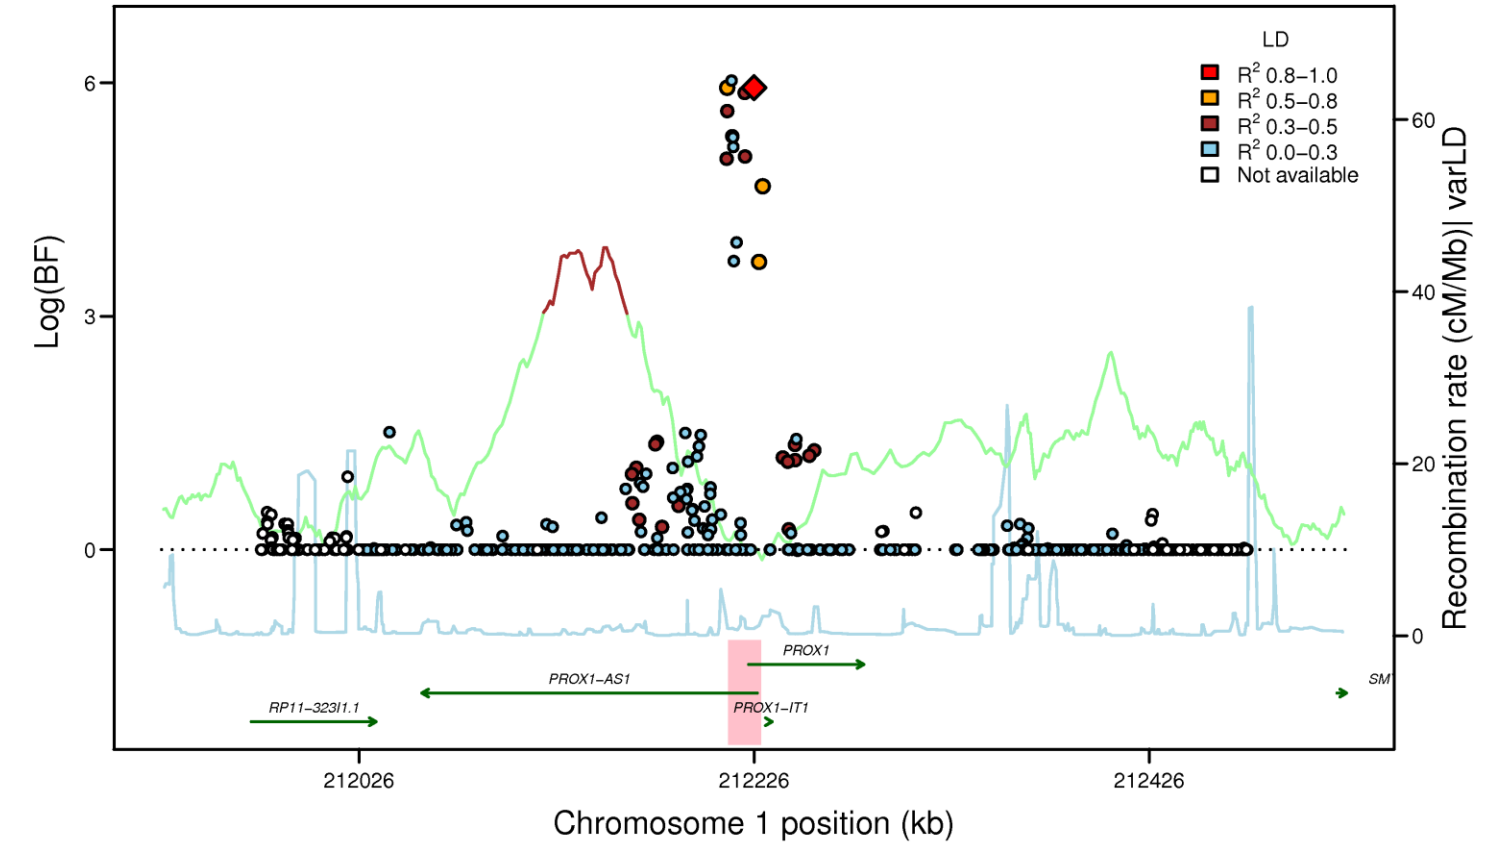 LD
R2 0.8–1.0
R2 0.5–0.8
R2 0.3–0.5
R2 0.0–0.3
Not available
6
3
0
Log(BF)
60
40
20
0
Recombination rate (cM/Mb)| varLD
PROX1
PROX1–AS1
SM
RP11–323I1.1
PROX1–IT1
212026
212226
212426
Chromosome 1 position (kb)